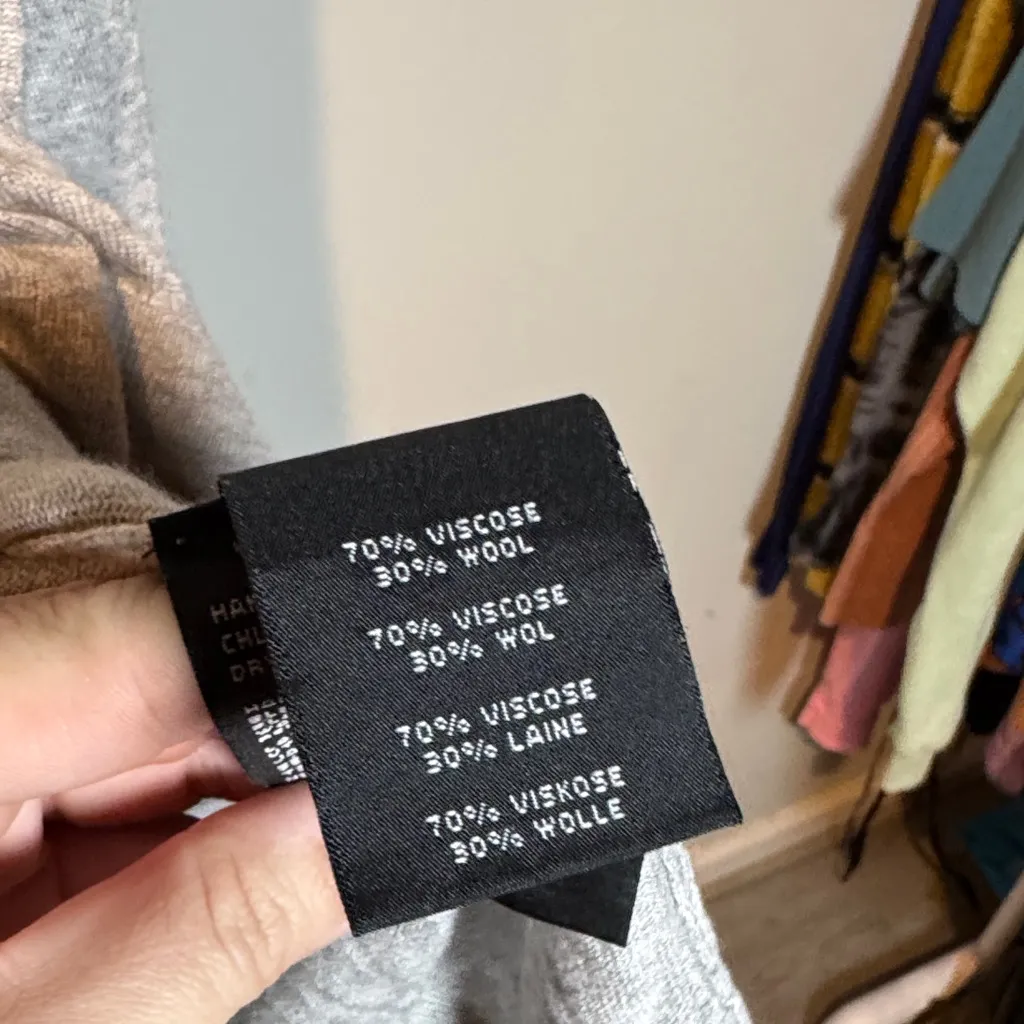 70% VISCOSE
30% WOOL
70% VISCOSE
30% WOL
70% VISCOSE
30% LAINE
70% VISKOSE
30% WOLLE